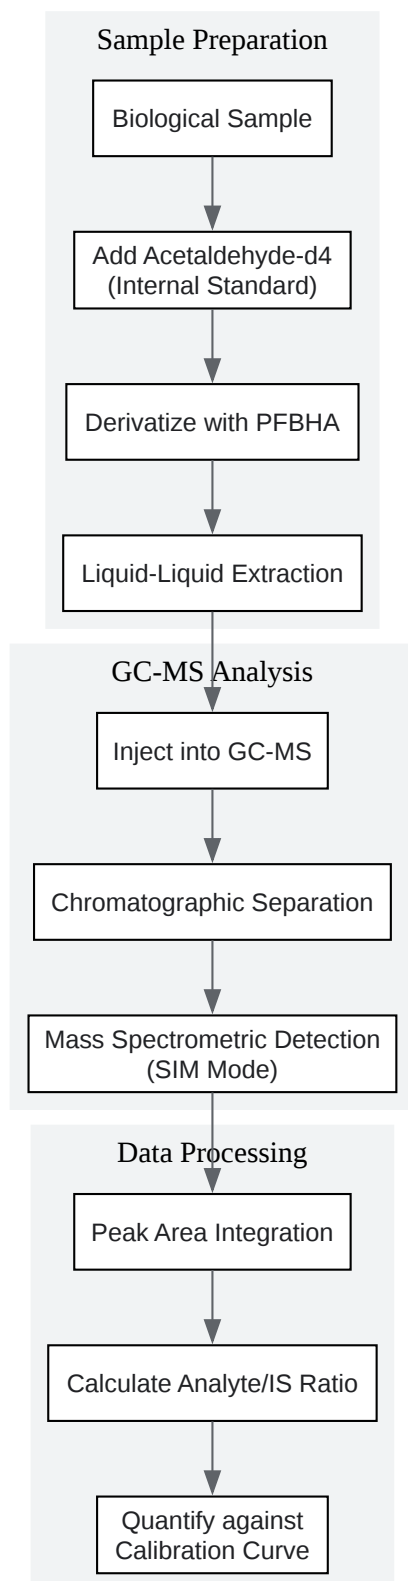 Sample Preparation
Biological Sample
Add Acetaldehyde-d4
(Internal Standard)
Derivatize with PFBHA
Liquid-Liquid Extraction
GC-MS Analysis
Inject into GC-MS
Chromatographic Separation
Mass Spectrometric Detection
(SIM Mode)
Data Processing
Peak Area Integration
Calculate Analyte/IS Ratio
Quantify against
Calibration Curve